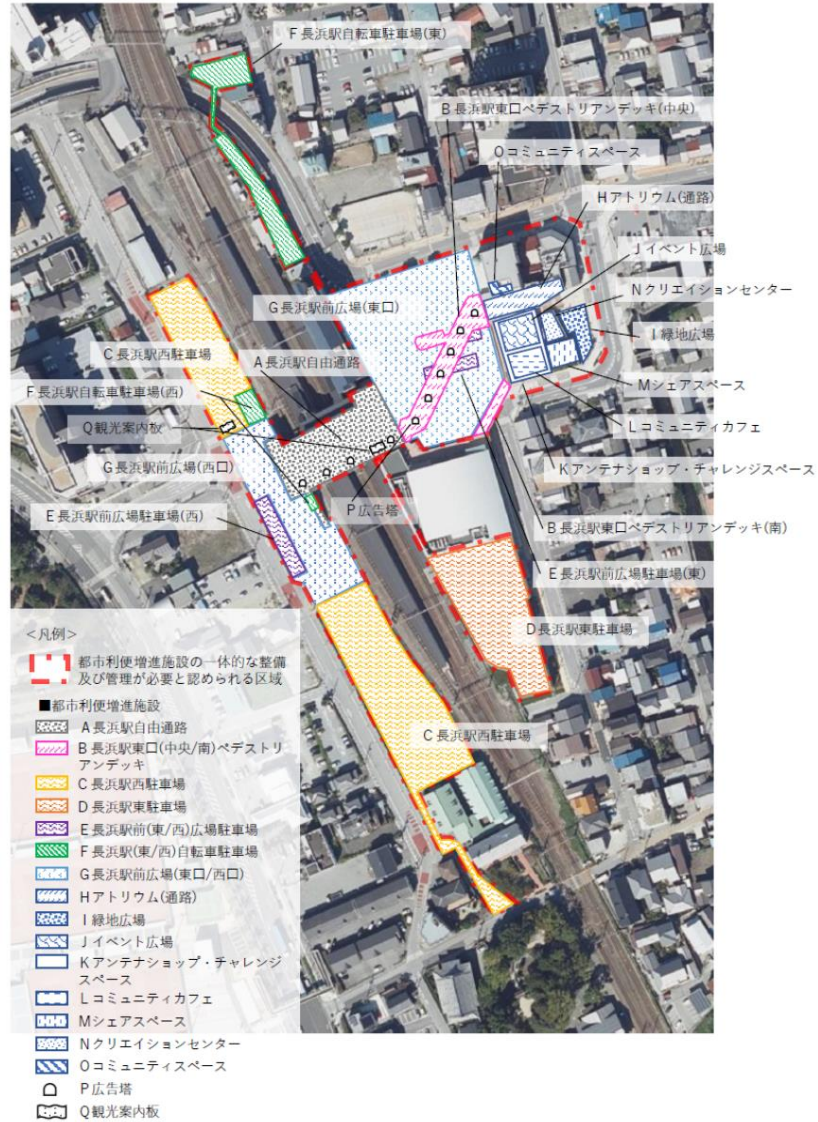 F長浜駅自転車駐車場(東)
B長浜駅東口ペデストリアンデッキ(中央)
Oコミュニティスペース
Hアトリウム(通路)
Jイベント広場
G長浜駅前広場(東口)
Nクリエイションセンター
I緑地広場
C長浜駅西駐車場
A長浜駅自由通路
Mシェアスペース
F長浜駅自転車駐車場(西)
Lコミュニティカフェ
Q観光案内板
G長浜駅前広場(西口)
Kアンテナショップ・チャレンジスペース
P広告塔
E長浜駅前広場駐車場(西)
B長浜駅東口ペデストリアンデッキ(南)
E長浜駅前広場駐車場(東)
D長浜駅東駐車場
C長浜駅西駐車場
<凡例>
都市利便増進施設の一体的な整備
及び管理が必要と認められる区域
■都市利便増進施設
A長浜駅自由通路
B長浜駅東口(中央/南)ペデストリ
アンデッキ
C長浜駅西駐車場
D長浜駅東駐車場
E長浜駅前(東/西)広場駐車場
F長浜駅(東/西)自転車駐車場
G長浜駅前広場(東口/西口)
Hアトリウム(通路)
I緑地広場
Jイベント広場
Kアンテナショップ・チャレンジ
スペース
Lコミュニティカフェ
Mシェアスペース
Nクリエイションセンター
Oコミュニティスペース
P広告塔
Q観光案内板